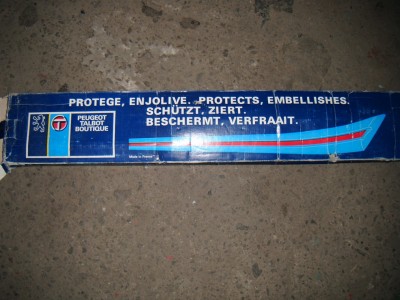 PROTEGE, ENJOLIVE. PROTECTS, EMBELLISHES.
SCHÜTZT, ZIERT.
BESCHERMT, VERFRAAIT.
PEUGEOT
TALBOT
BOUTIQUE
T
Made in France